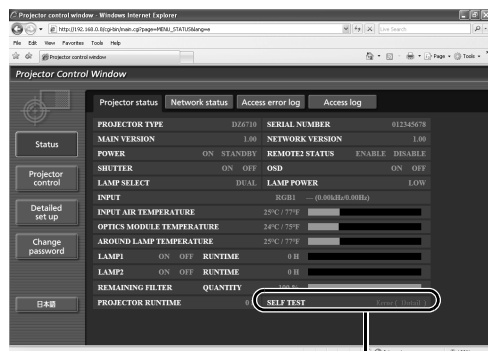 Projector control window - Windows Internet Explorer
http://192.168.0.8/cgi-bin/main.cgi?page=MENU_STATUS&lang=e
Live Search
File Edit View Favorites Tools Help
Projector control window
Page Tools
Projector Control Window
Projector status Network status Access error log Access log
Status
Projector control
Detailed set up
Change password
日本語
PROJECTOR TYPE DZ6710 SERIAL NUMBER 012345678
MAIN VERSION 1.00 NETWORK VERSION 1.00
POWER ON STANDBY REMOTE2 STATUS ENABLE DISABLE
SHUTTER ON OFF OSD ON OFF
LAMP SELECT DUAL LAMP POWER LOW
INPUT RGB1 — (0.00kHz/0.00Hz)
INPUT AIR TEMPERATURE 25°C / 77°F
OPTICS MODULE TEMPERATURE 24°C / 75°F
AROUND LAMP TEMPERATURE 25°C / 77°F
LAMP1 ON OFF RUNTIME 0 H
LAMP2 ON OFF RUNTIME 0 H
REMAINING FILTER QUANTITY 100 %
PROJECTOR RUNTIME 0 SELF TEST Error ( Detail )